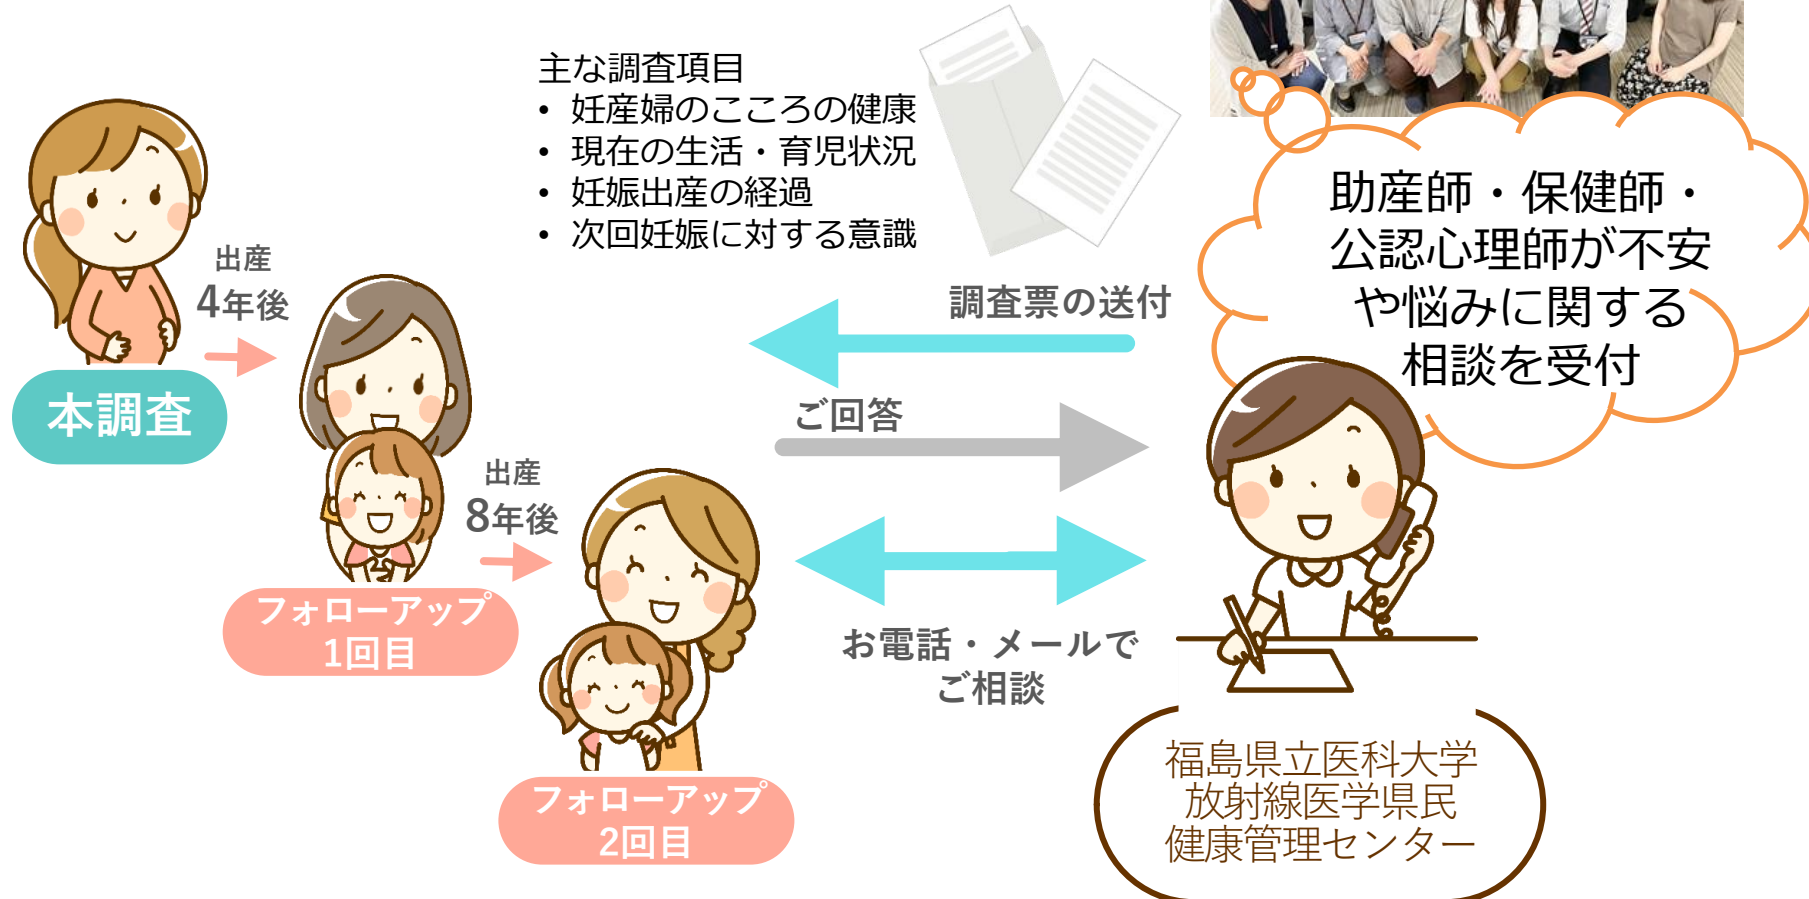 主な調査項目
• 妊産婦のこころの健康
• 現在の生活・育児状況
• 妊娠出産の経過
• 次回妊娠に対する意識
助産師・保健師・
公認心理師が不安
や悩みに関する
相談を受付
出産
4年後
本調査
調査票の送付
ご回答
出産
8年後
フォローアップ
1回目
お電話・メールで
ご相談
フォローアップ
2回目
福島県立医科大学
放射線医学県民
健康管理センター